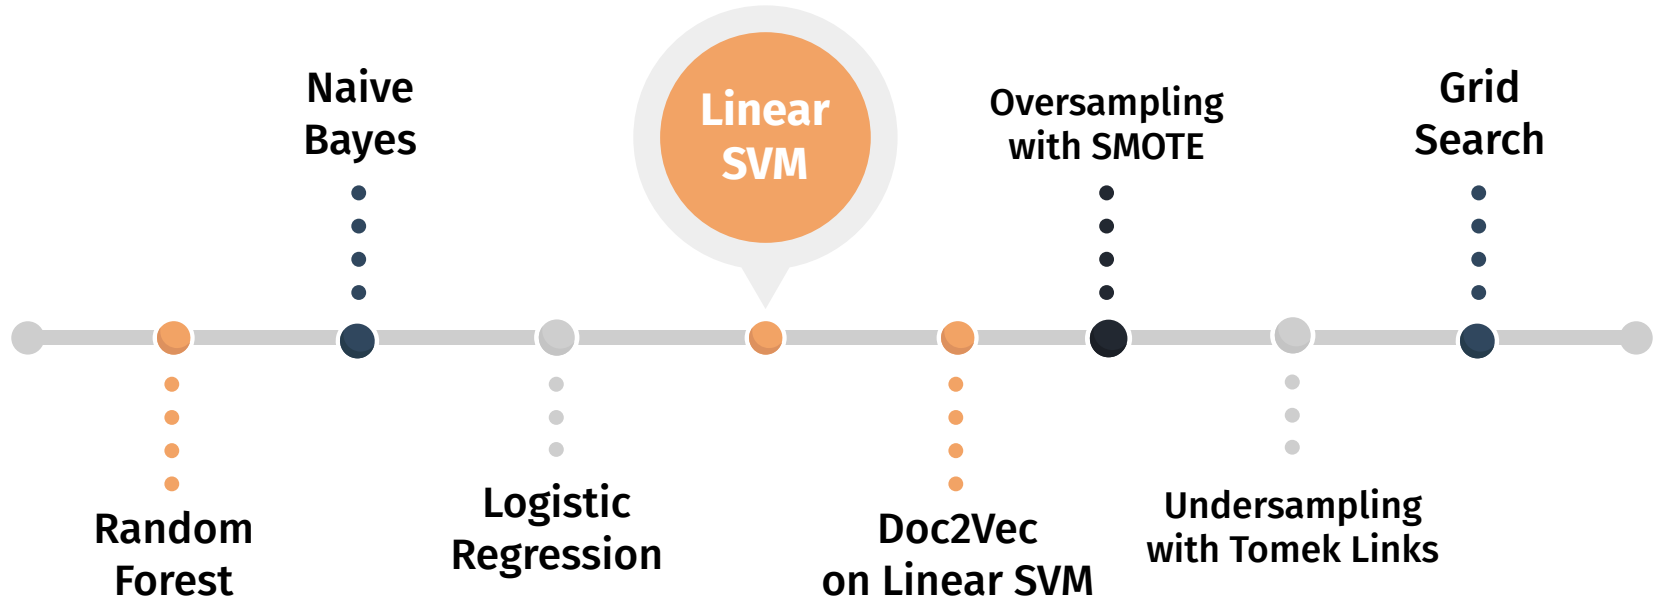 Naive
Bayes
Linear
SVM
Oversampling
with SMOTE
Grid
Search
Random
Forest
Logistic
Regression
Doc2Vec
on Linear SVM
Undersampling
with Tomek Links